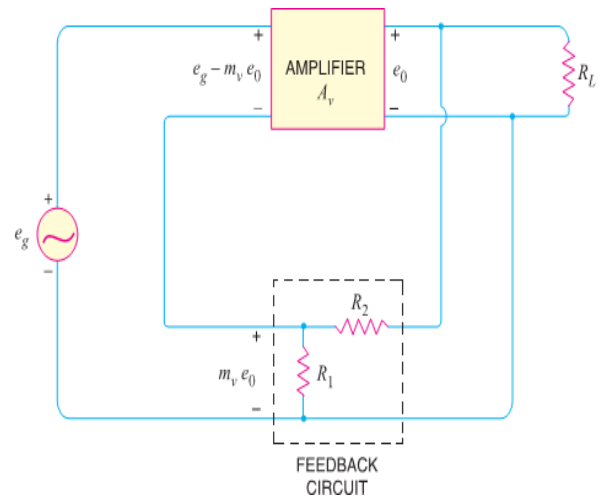 + + 
e_g – m_v e_0 AMPLIFIER e_0 R_L
A_v
– –
+
e_g
–
R_2
+
m_v e_0 R_1
–
FEEDBACK
CIRCUIT